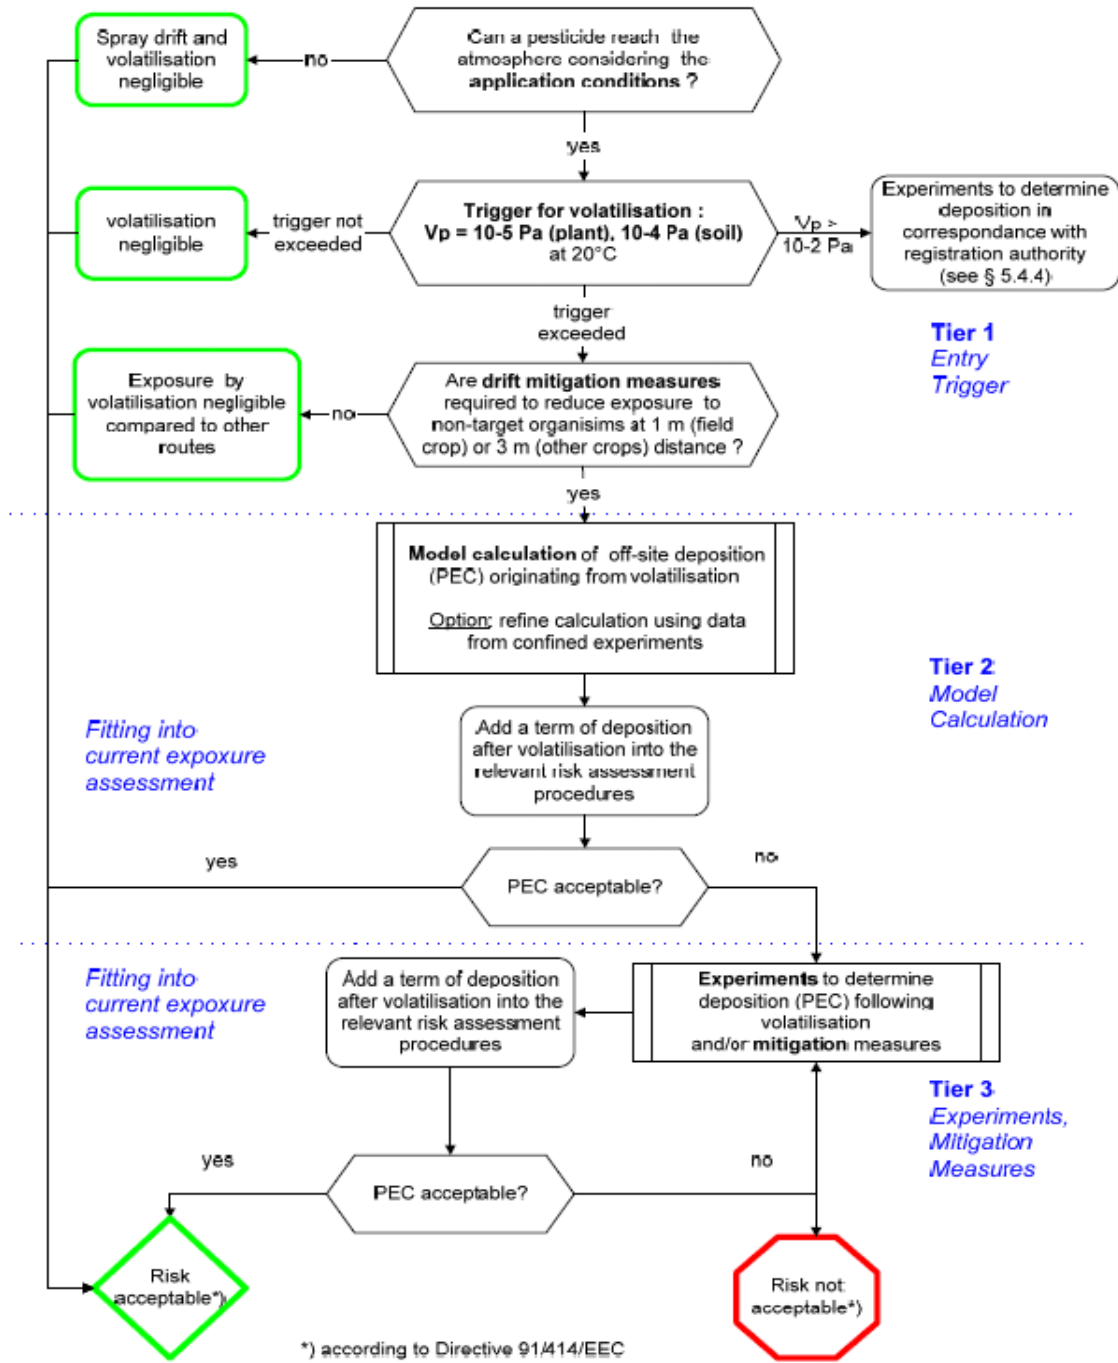 Spray drift and
volatilisation
negligible
no
Can a pesticide reach the
atmosphere considering the
application conditions ?
yes
volatilisation
negligible
trigger not
exceeded
Trigger for volatilisation :
Vp = 10-5 Pa (plant), 10-4 Pa (soil)
at 20°C
Vp >
10-2 Pa
Experiments to determine
deposition in
correspondance with
registration authority
(see § 5.4.4)
trigger
exceeded
Tier 1
Entry
Trigger
Exposure by
volatilisation negligible
compared to other
routes
no
Are drift mitigation measures
required to reduce exposure to
non-target organisims at 1 m (field
crop) or 3 m (other crops) distance ?
yes
Model calculation of off-site deposition
(PEC) originating from volatilisation
Option: refine calculation using data
from confined experiments
Tier 2
Model
Calculation
Fitting into
current expoxure
assessment
Add a term of deposition
after volatilisation into the
relevant risk assessment
procedures
yes
PEC acceptable?
no
Fitting into
current expoxure
assessment
Add a term of deposition
after volatilisation into the
relevant risk assessment
procedures
Experiments to determine
deposition (PEC) following
volatilisation
and/or mitigation measures
Tier 3
Experiments,
Mitigation
Measures
yes
PEC acceptable?
no
Risk
acceptable*)
Risk not
acceptable*)
*) according to Directive 91/414/EEC